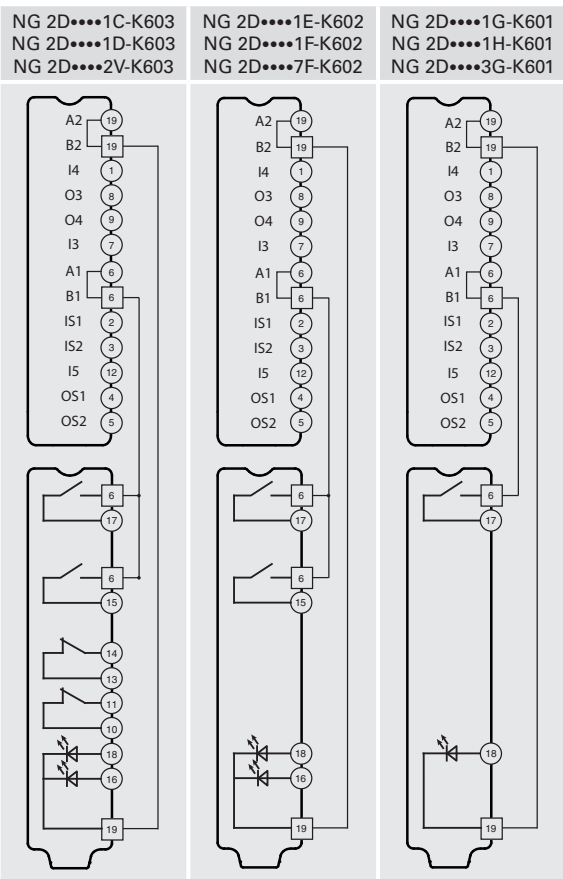 NG 2D••••1C-K603
NG 2D••••1D-K603
NG 2D••••2V-K603
NG 2D••••1E-K602
NG 2D••••1F-K602
NG 2D••••7F-K602
NG 2D••••1G-K601
NG 2D••••1H-K601
NG 2D••••3G-K601
A2 19
B2 19
I4 1
O3 8
O4 9
I3 7
A1 6
B1 6
IS1 2
IS2 3
I5 12
OS1 4
OS2 5
6
17
6
15
14
13
11
10
18
16
19
A2 19
B2 19
I4 1
O3 8
O4 9
I3 7
A1 6
B1 6
IS1 2
IS2 3
I5 12
OS1 4
OS2 5
6
17
6
15
18
16
19
A2 19
B2 19
I4 1
O3 8
O4 9
I3 7
A1 6
B1 6
IS1 2
IS2 3
I5 12
OS1 4
OS2 5
6
17
18
19